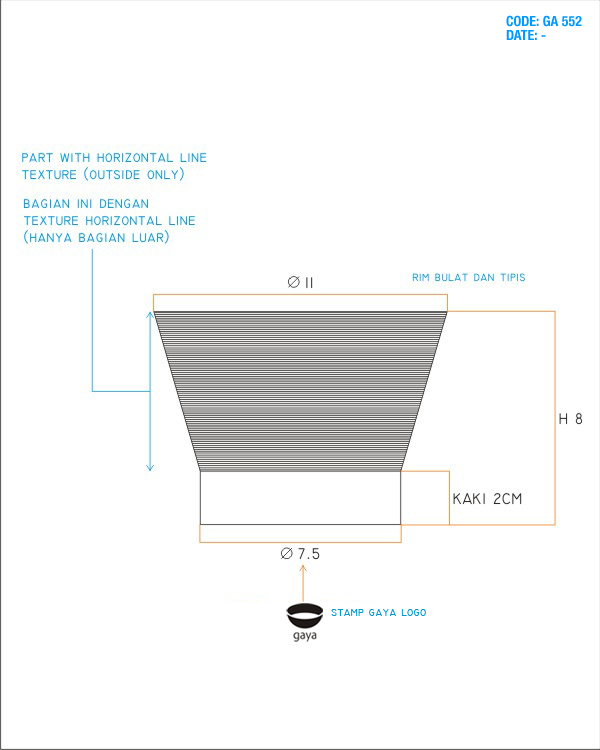 CODE: GA 552
DATE: -
PART WITH HORIZONTAL LINE
TEXTURE (OUTSIDE ONLY)
BAGIAN INI DENGAN
TEXTURE HORIZONTAL LINE
(HANYA BAGIAN LUAR)
Ø 11
RIM BULAT DAN TIPIS
H 8
KAKI 2CM
Ø 7.5
STAMP GAYA LOGO
gaya